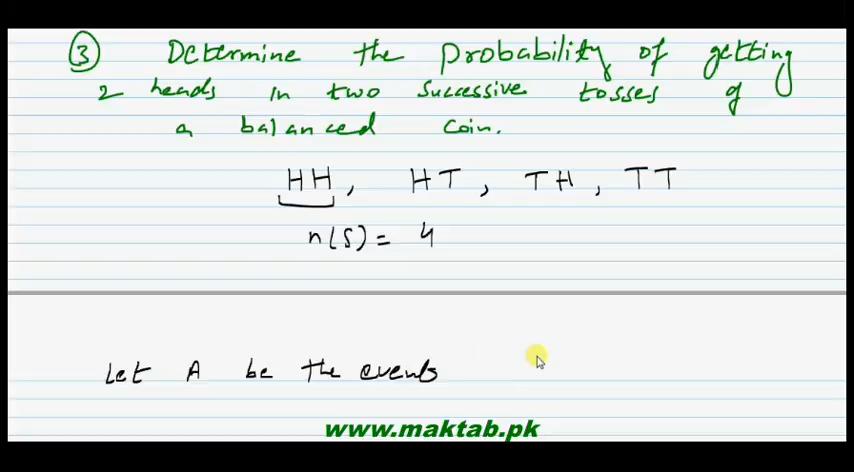 3 Determine the probability of getting
2 heads in two successive tosses of
a balanced coin.
HH, HT, TH, TT
n(S) = 4
Let A be the events
www.maktab.pk